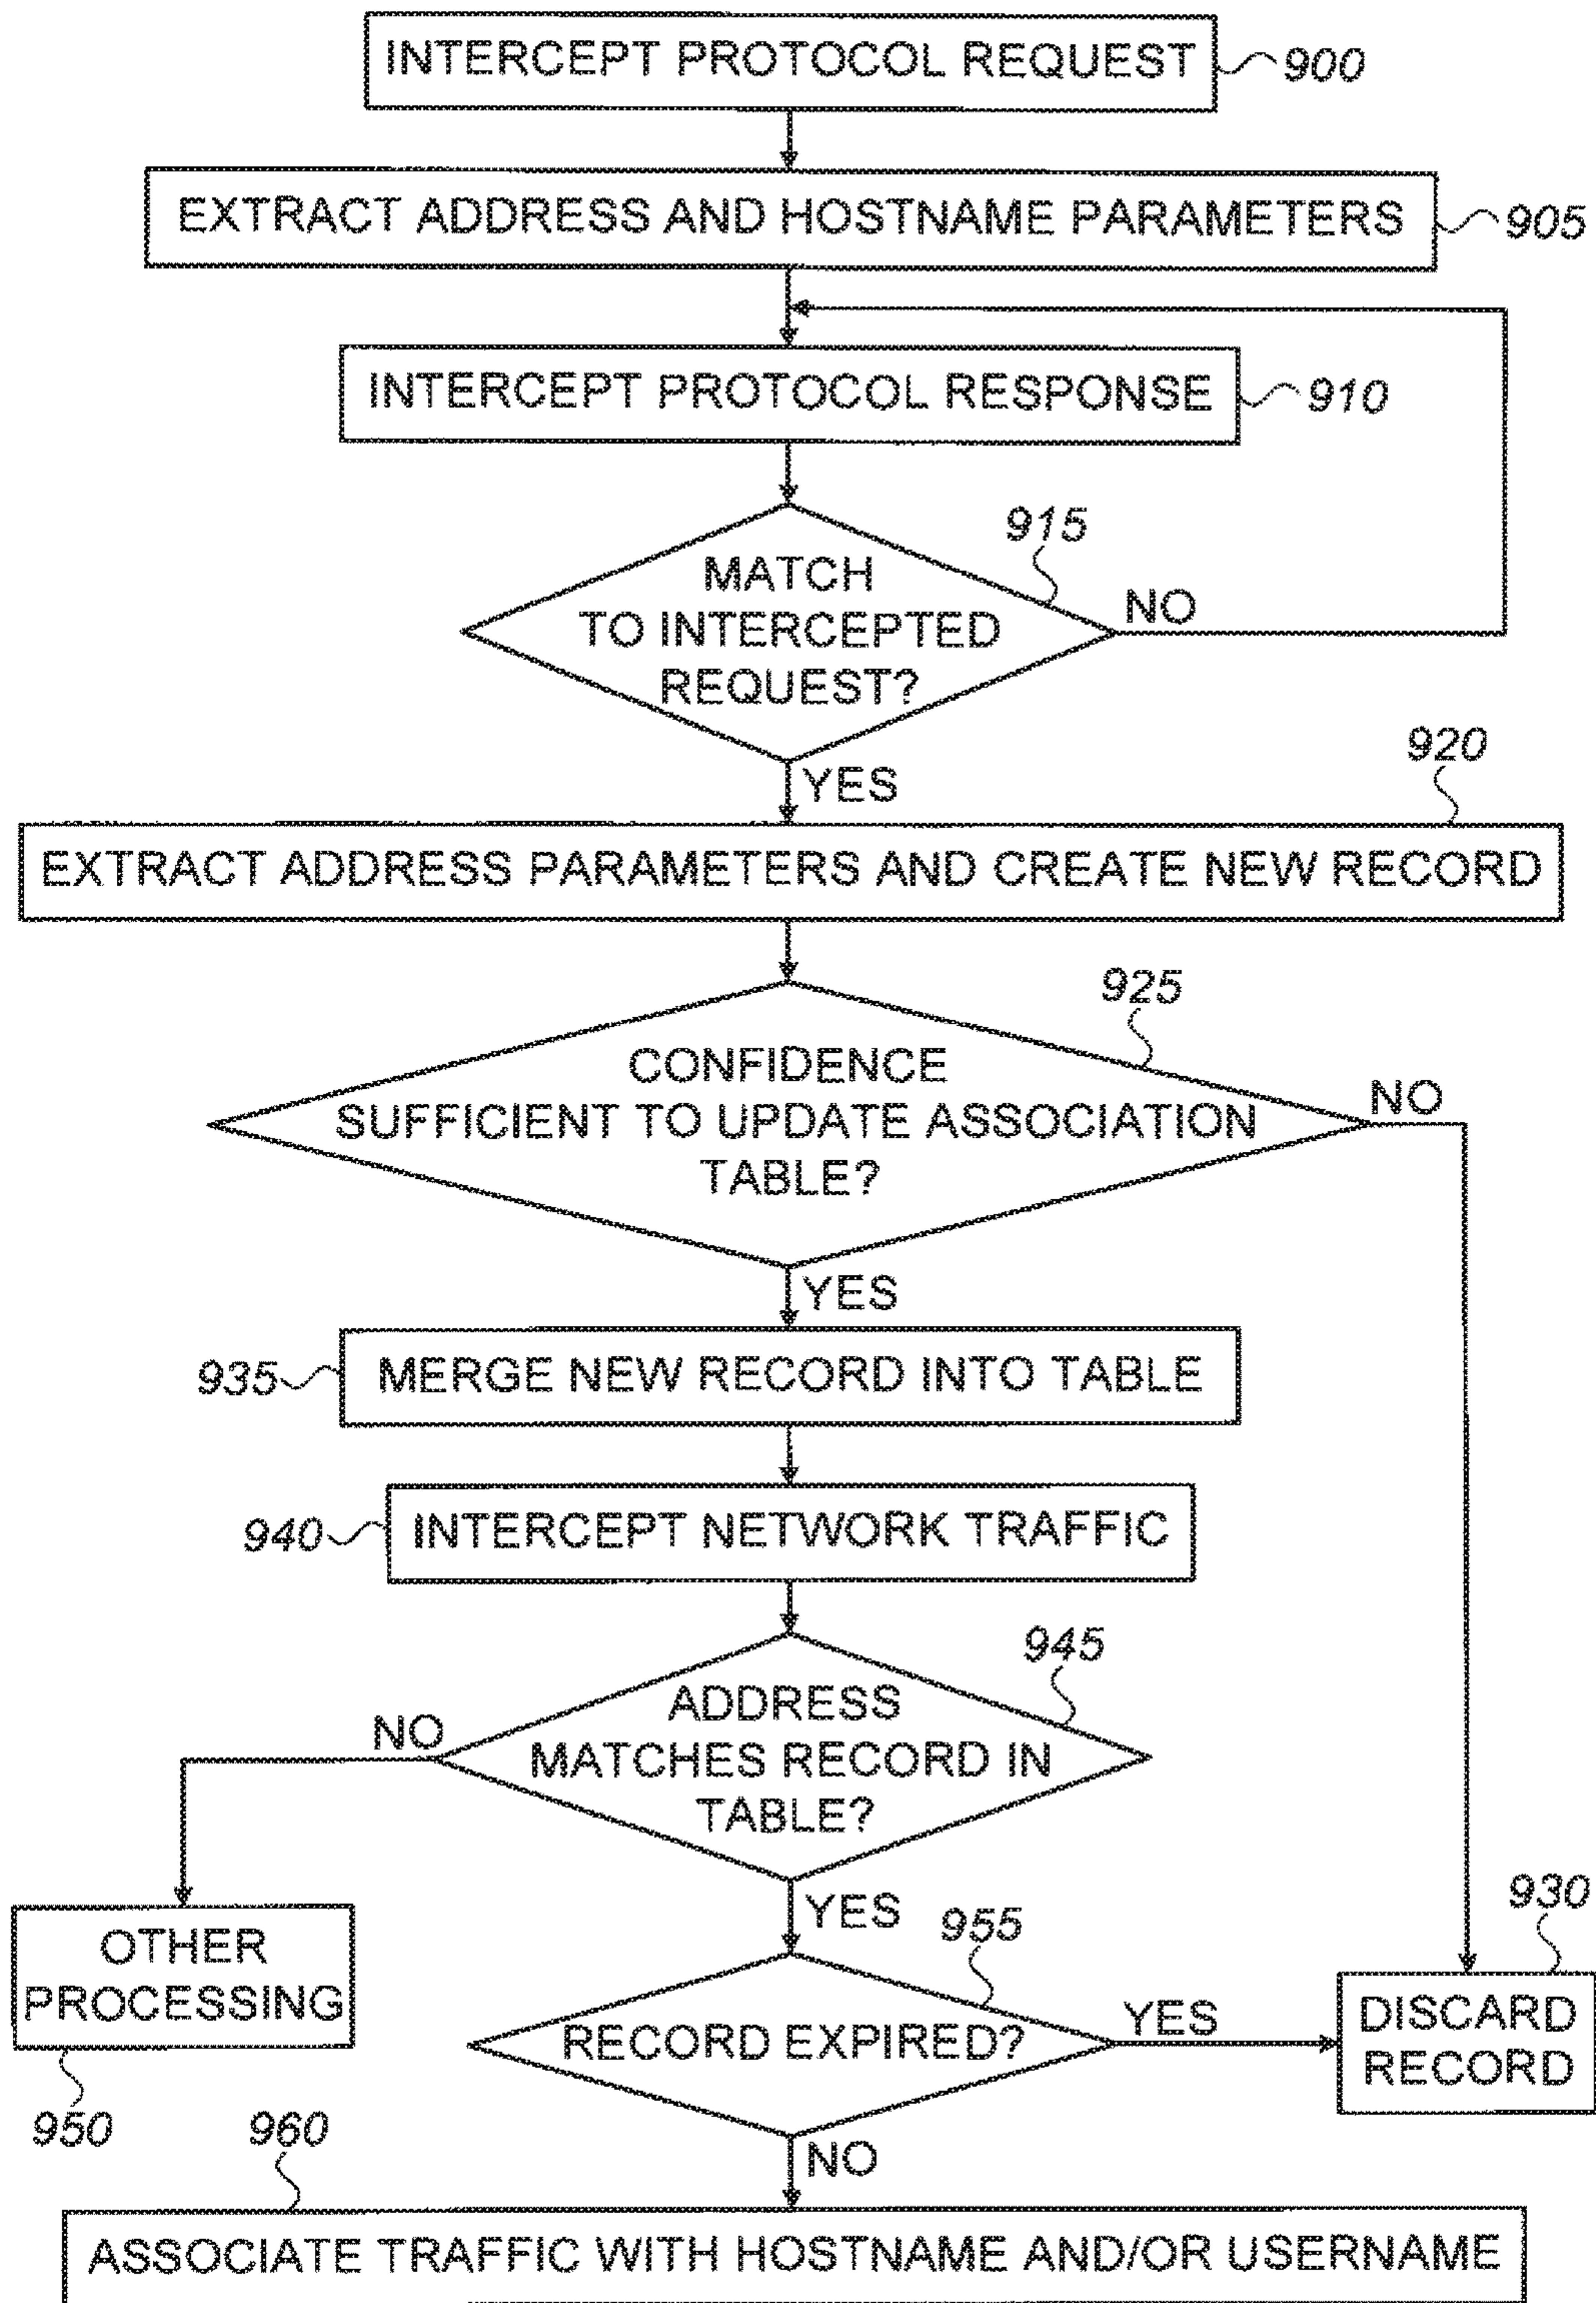 INTERCEPT PROTOCOL REQUEST
900
EXTRACT ADDRESS AND HOSTNAME PARAMETERS
905
INTERCEPT PROTOCOL RESPONSE
910
915
MATCH
TO INTERCEPTED
REQUEST?
NO
YES
920
EXTRACT ADDRESS PARAMETERS AND CREATE NEW RECORD
925
CONFIDENCE
SUFFICIENT TO UPDATE ASSOCIATION
TABLE?
NO
YES
935
MERGE NEW RECORD INTO TABLE
940
INTERCEPT NETWORK TRAFFIC
945
ADDRESS
MATCHES RECORD IN
TABLE?
NO
YES
OTHER
PROCESSING
950
955
RECORD EXPIRED?
YES
930
DISCARD
RECORD
NO
960
ASSOCIATE TRAFFIC WITH HOSTNAME AND/OR USERNAME